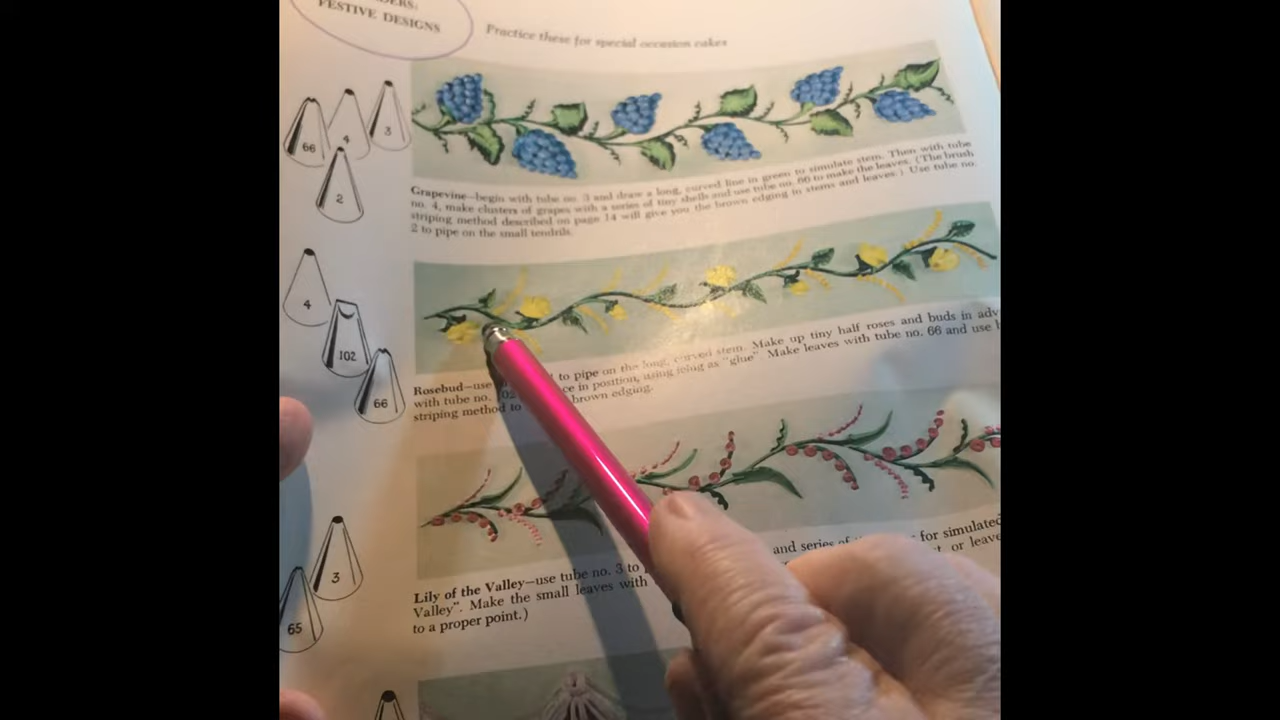 FESTIVE DESIGNS
Practice these for special occasion cakes
66
4
3
2
Grapevine—begin with tube no. 3 and draw a long, curved line in green to simulate stem. Then with tube
no. 4, make clusters of grapes with a series of tiny shells and use tube no. 66 to make the leaves. (The brush
striping method described on page 14 will give you the brown edging in stems and leaves.) Use tube no.
2 to pipe on the small tendrils.
4
102
66
Rosebud—use to pipe on the long, curved stem. Make up tiny half roses and buds in adv
with tube no. in position, using icing as "glue". Make leaves with tube no. 66 and use
striping method to brown edging.
3
65
and series of for simulated
Lily of the Valley—use tube no. 3 to or leave
Valley". Make the small leaves with
to a proper point.)